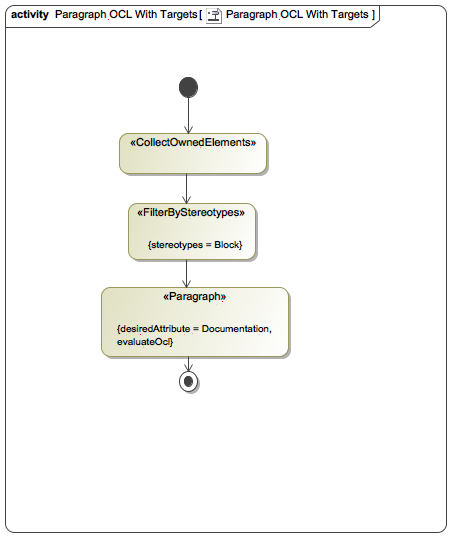 activity Paragraph OCL With Targets[ Paragraph OCL With Targets ]
«CollectOwnedElements»
«FilterByStereotypes»
{stereotypes = Block}
«Paragraph»
{desiredAttribute = Documentation,
evaluateOcl}